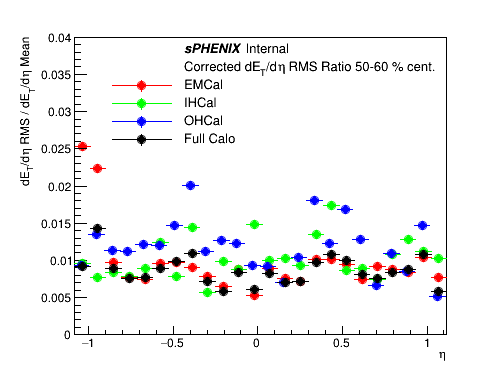 0.04
0.035
0.03
0.025
0.02
0.015
0.01
0.005
0
dE_T/dη RMS / dE_T/dη Mean
sPHENIX Internal
Corrected dE_T/dη RMS Ratio 50-60 % cent.
EMCal
IHCal
OHCal
Full Calo
−1 −0.5 0 0.5 1
η